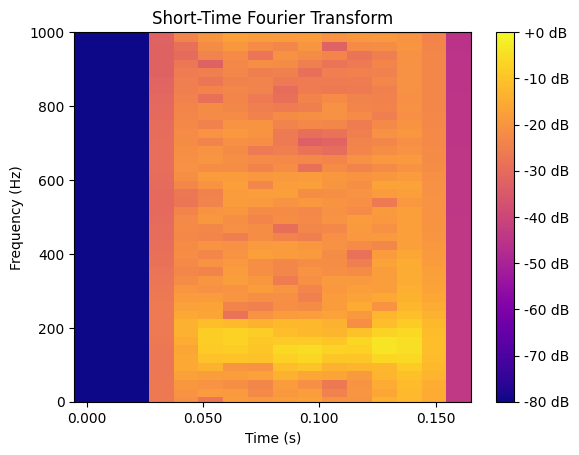 Short-Time Fourier Transform
Frequency (Hz)
1000
800
600
400
200
0
0.000
0.050
0.100
0.150
Time (s)
+0 dB
-10 dB
-20 dB
-30 dB
-40 dB
-50 dB
-60 dB
-70 dB
-80 dB